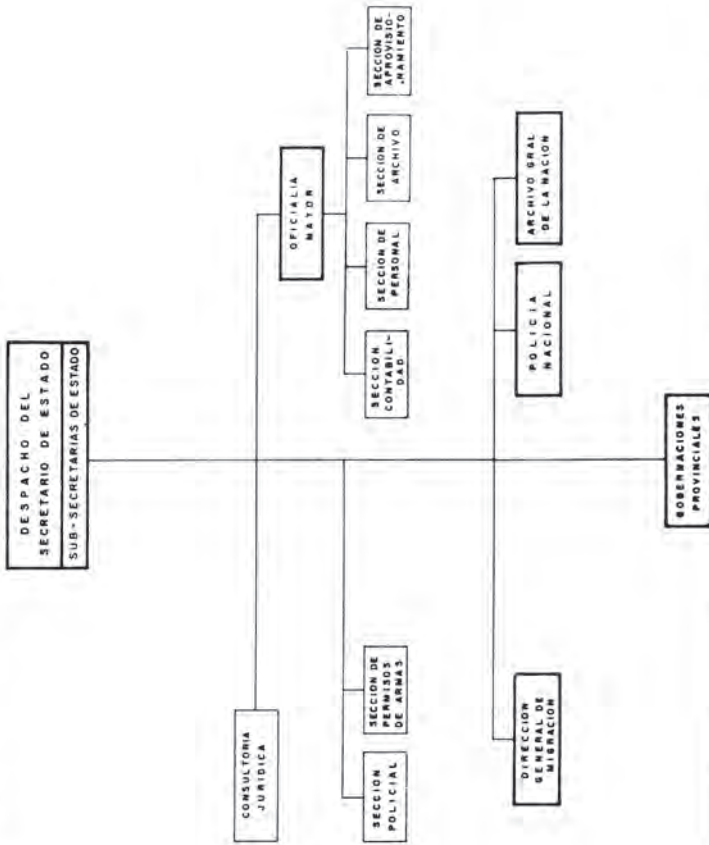 DESPACHO DEL
SECRETARIO DE ESTADO
SUB-SECRETARIAS DE ESTADO
CONSULTORIA
JURIDICA
OFICIALIA
MAYOR
SECCION
POLICIAL
SECCION DE
PERMISOS
DE ARMAS
SECCION
CONTABILI-
DAD
SECCION DE
PERSONAL
SECCION DE
ARCHIVO
SECCION DE
APROVISIO-
NAMIENTO
DIRECCION
GENERAL DE
MIGRACION
POLICIA
NACIONAL
ARCHIVO GRAL
DE LA NACION
GOBERNACIONES
PROVINCIALES